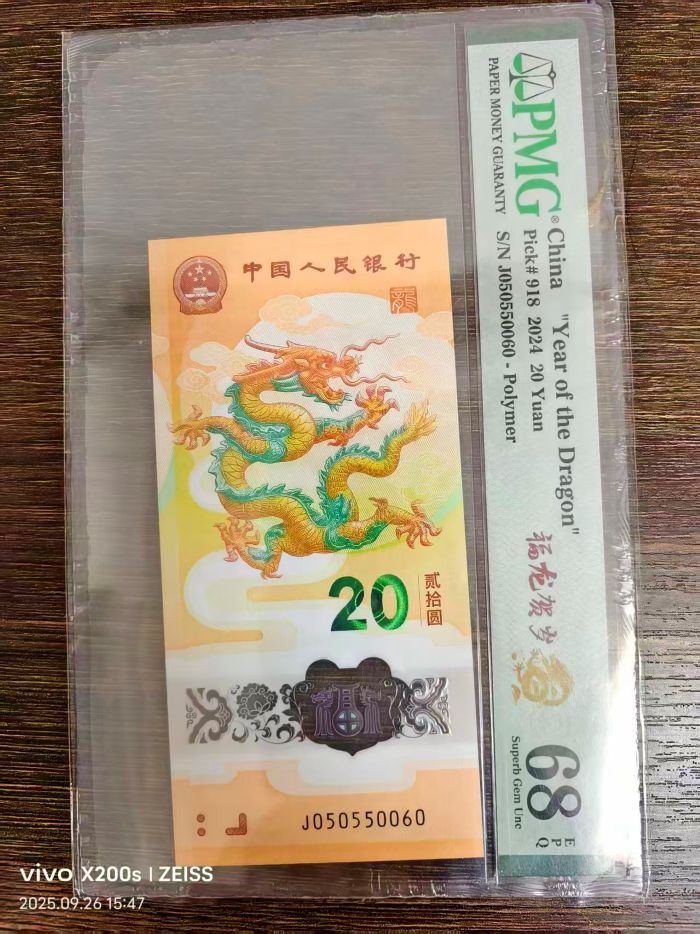 中国人民银行
龍
20
贰拾圆
J050550060
PMG®
PAPER MONEY GUARANTY
China "Year of the Dragon"
Pick# 918 2024 20 Yuan
S/N J050550060 - Polymer
福龙贺岁
68 EPQ
Superb Gem Unc
vivo X200s | ZEISS
2025.09.26 15:47